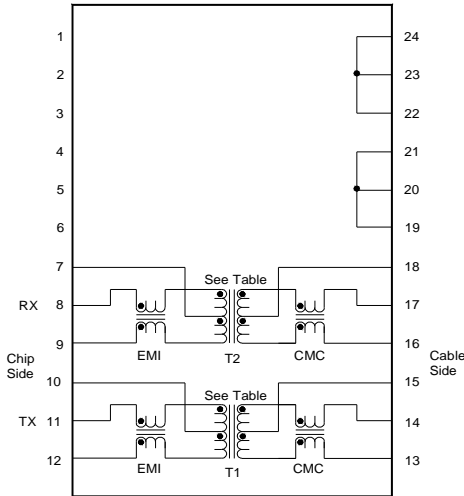 1 24
2 23
3 22
4 21
5 20
6 19
7 18
See Table
RX 8 17
9 16
EMI T2 CMC
Chip Side Cable Side
10 15
See Table
TX 11 14
12 13
EMI T1 CMC